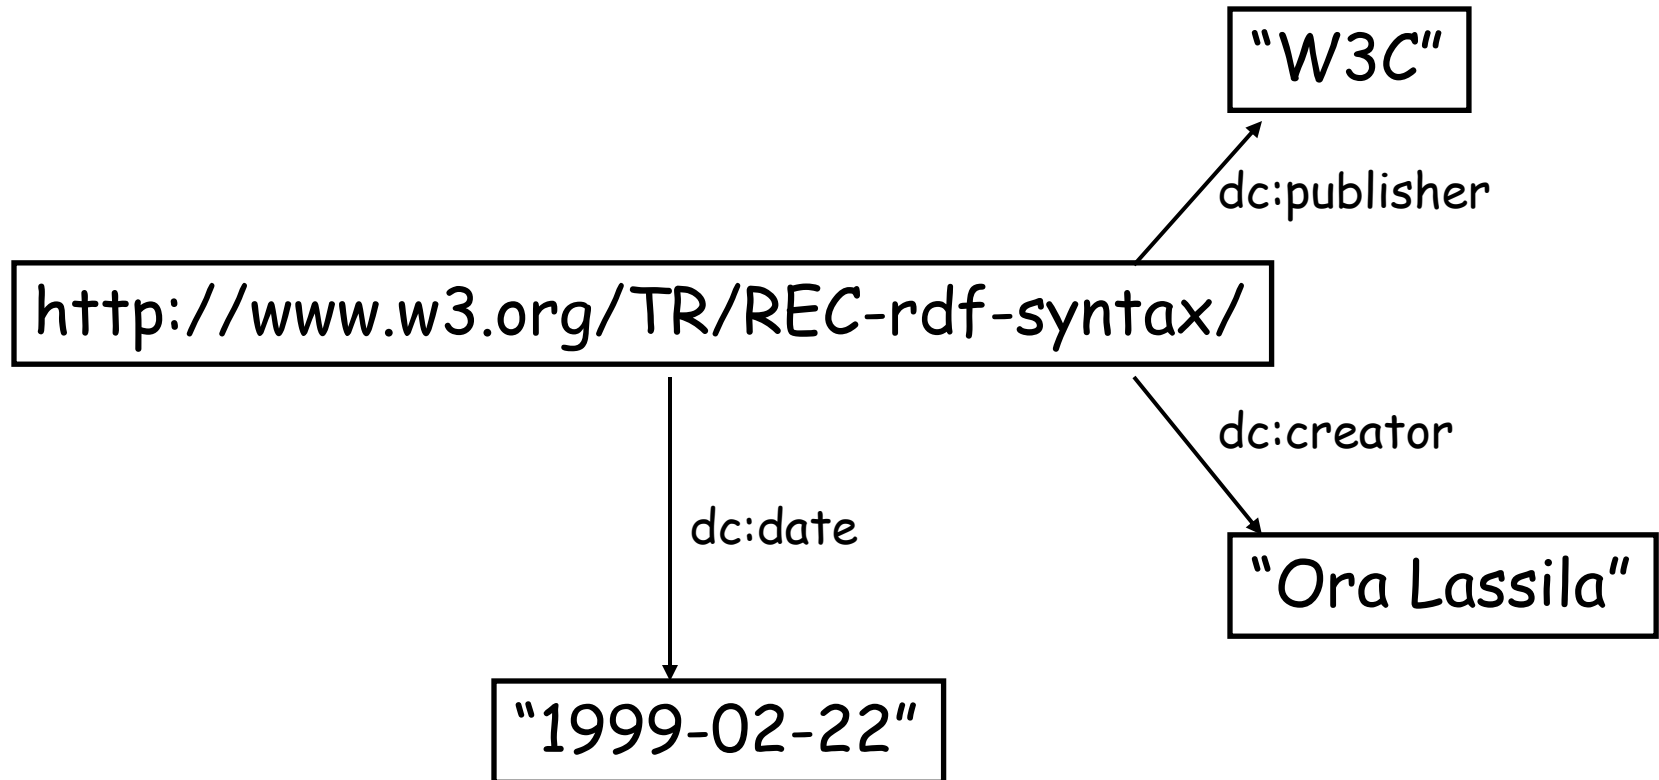 “W3C”
dc:publisher
http://www.w3.org/TR/REC-rdf-syntax/
dc:creator
dc:date
“Ora Lassila”
“1999-02-22”